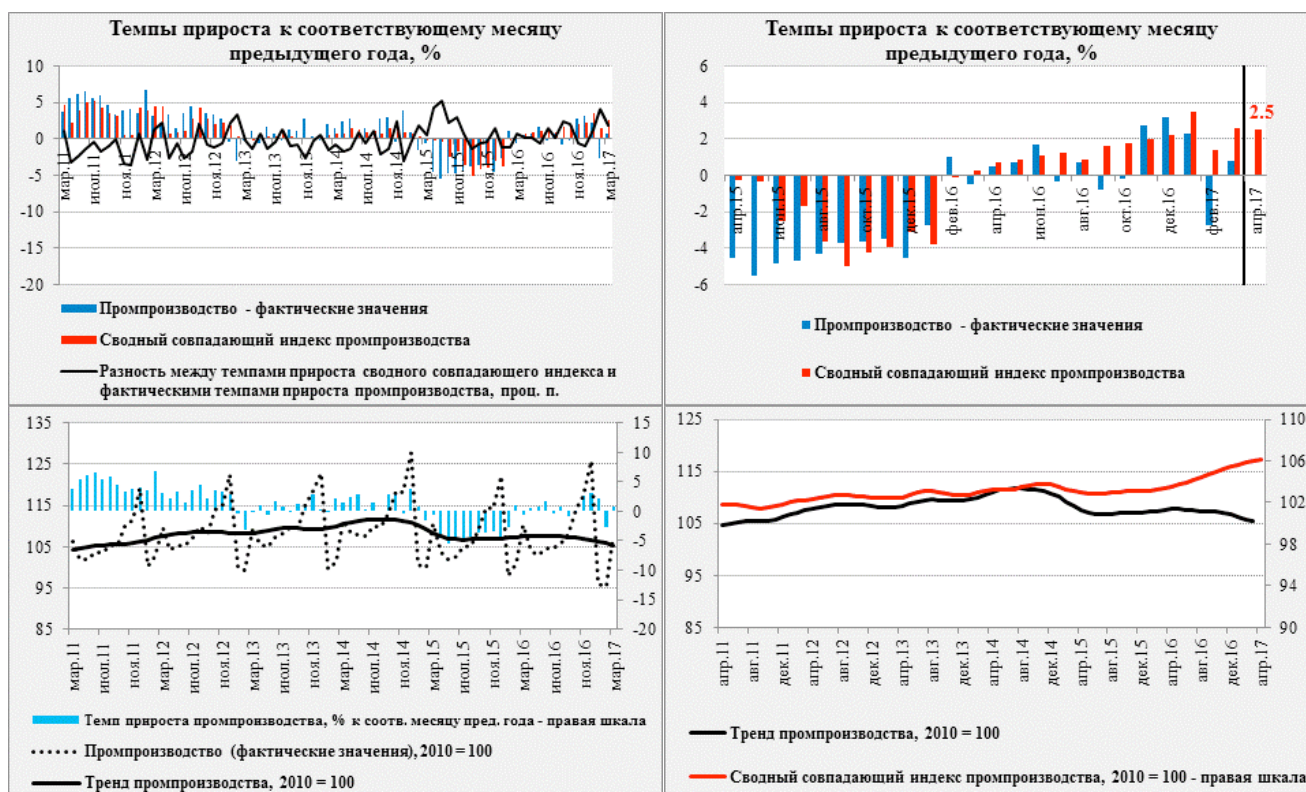 Темпы прироста к соответствующему месяцу
предыдущего года, %
10
5
0
-5
-10
-15
-20
мар.11
июл.11
ноя.11
мар.12
июл.12
ноя.12
мар.13
июл.13
ноя.13
мар.14
июл.14
ноя.14
мар.15
июл.15
ноя.15
мар.16
июл.16
ноя.16
мар.17
Промпроизводство - фактические значения
Сводный совпадающий индекс промпроизводства
Разность между темпами прироста сводного совпадающего индекса и
фактическими темпами прироста промпроизводства, проц. п.
Темпы прироста к соответствующему месяцу
предыдущего года, %
6
4
2
0
-2
-4
-6
2.5
апр.15
июн.15
авг.15
окт.15
дек.15
фев.16
апр.16
июн.16
авг.16
окт.16
дек.16
фев.17
апр.17
Промпроизводство - фактические значения
Сводный совпадающий индекс промпроизводства
135
125
115
105
95
85
15
10
5
0
-5
-10
-15
-20
мар.11
июл.11
ноя.11
мар.12
июл.12
ноя.12
мар.13
июл.13
ноя.13
мар.14
июл.14
ноя.14
мар.15
июл.15
ноя.15
мар.16
июл.16
ноя.16
мар.17
Темп прироста промпроизводства, % к соотв. месяцу пред. года - правая шкала
Промпроизводство (фактические значения), 2010 = 100
Тренд промпроизводства, 2010 = 100
125
115
105
95
85
110
106
102
98
94
90
апр.11
авг.11
дек.11
апр.12
авг.12
дек.12
апр.13
авг.13
дек.13
апр.14
авг.14
дек.14
апр.15
авг.15
дек.15
апр.16
авг.16
дек.16
апр.17
Тренд промпроизводства, 2010 = 100
Сводный совпадающий индекс промпроизводства, 2010 = 100 - правая шкала